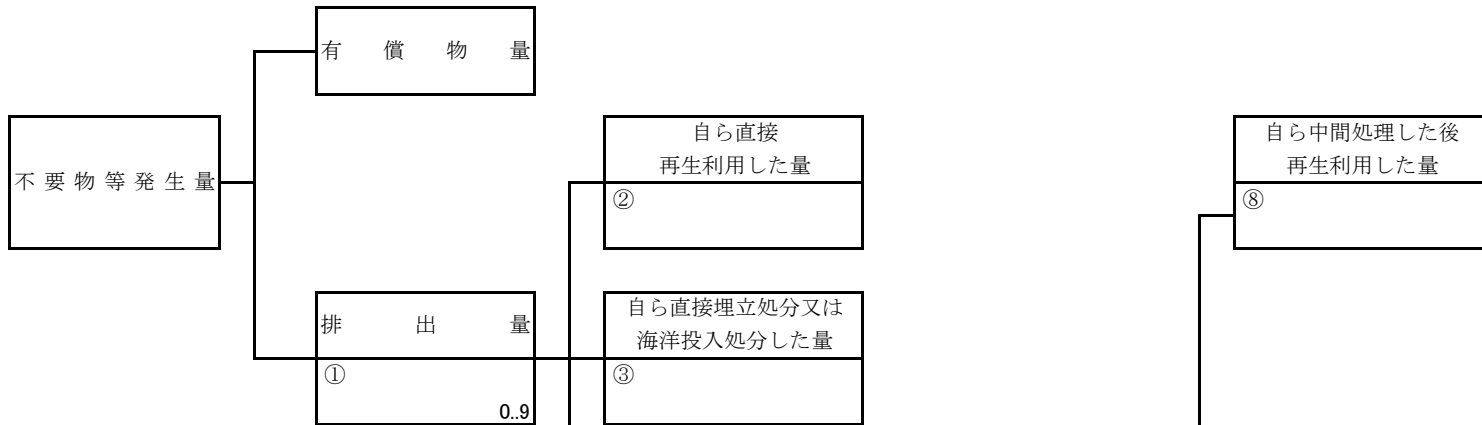 有償物量
不要物等発生量
自ら直接
再生利用した量
②
自ら中間処理した後
再生利用した量
⑧
排出量
①
0..9
自ら直接埋立処分又は
海洋投入処分した量
③